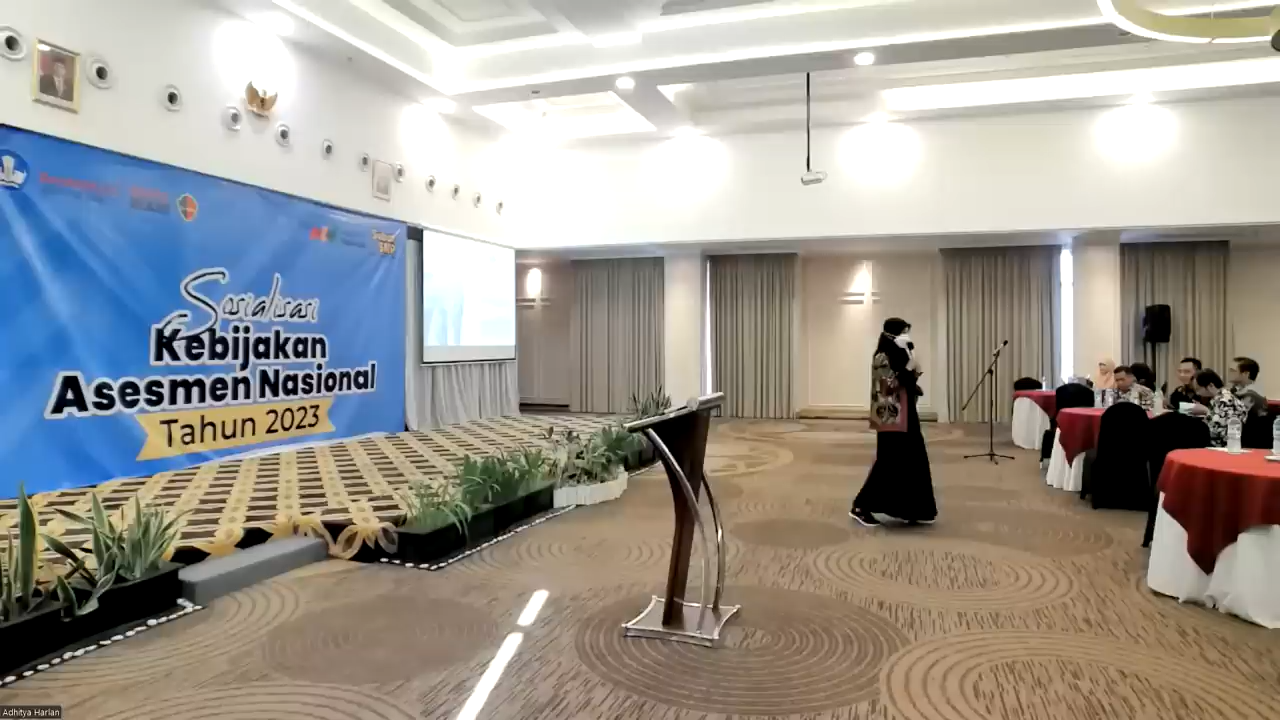 Sosialisasi
Kebijakan
Asesmen Nasional
Tahun 2023
Adhitya Harlan